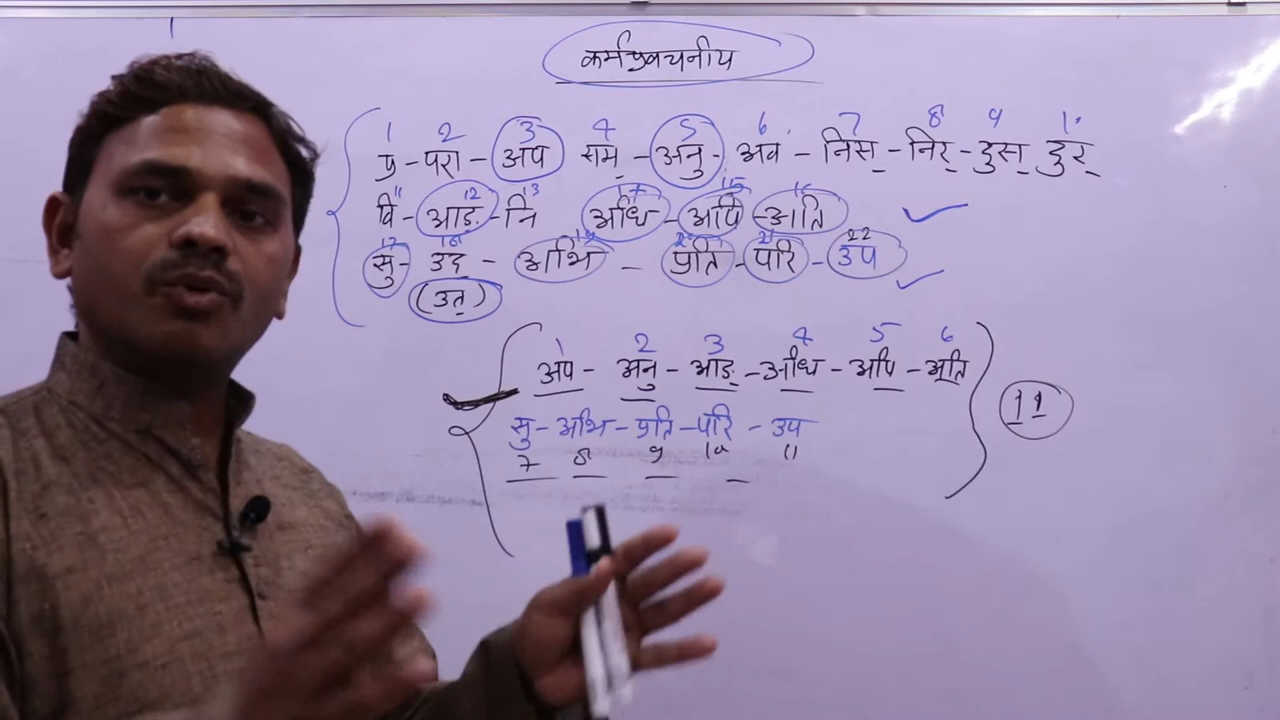 कर्मप्रवचनीय
1 2 3 4 5 6 7 8 9 10
प्र - परा - अप सम् - अनु - अव - निस् - निर् - दुस् दुर्
11 12 13 14 15 16
वि - आङ् - नि अधि - अपि - अति
17 18 19 20 21 22
सु - उद् - अभि - प्रति - परि - उप
(उत्)
1 2 3 4 5 6
अप - अनु - आङ् - अधि - अपि - अति
11
सु - अभि - प्रति - परि - उप
7 8 9 10 11